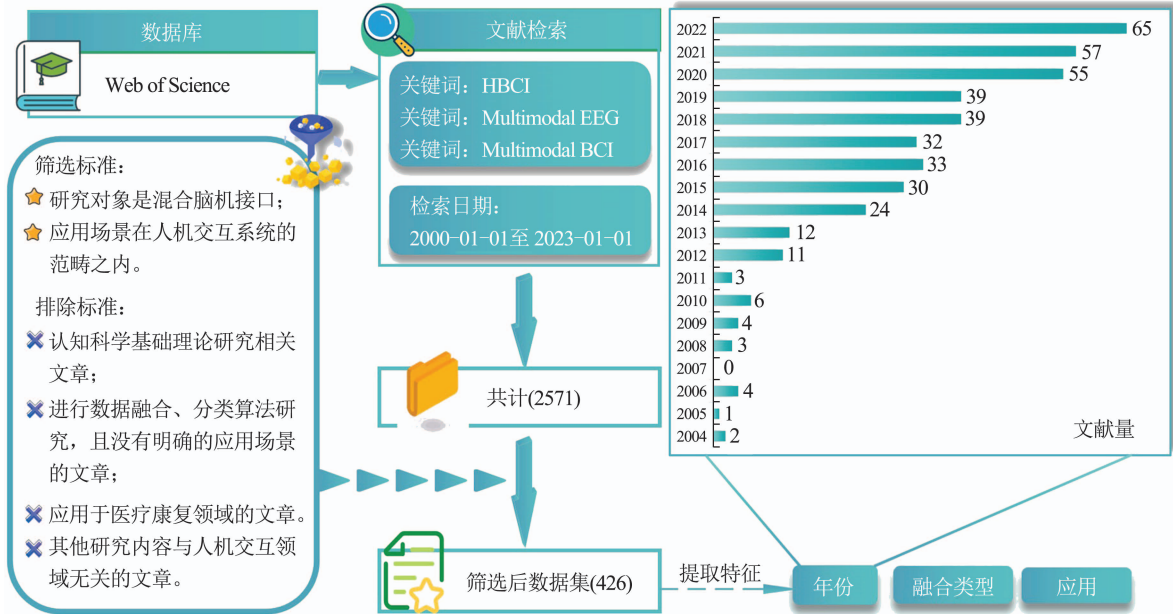 数据库
Web of Science
筛选标准:
研究对象是混合脑机接口;
应用场景在人机交互系统的
范畴之内。
排除标准:
认知科学基础理论研究相关
文章;
进行数据融合、分类算法研
究，且没有明确的应用场景
的文章;
应用于医疗康复领域的文章。
其他研究内容与人机交互领
域无关的文章。
文献检索
关键词: HBCI
关键词: Multimodal EEG
关键词: Multimodal BCI
检索日期:
2000-01-01至 2023-01-01
共计(2571)
筛选后数据集(426)
提取特征
年份
融合类型
应用
2022 65
2021 57
2020 55
2019 39
2018 39
2017 32
2016 33
2015 30
2014 24
2013 12
2012 11
2011 3
2010 6
2009 4
2008 3
2007 0
2006 4
2005 1
2004 2
文献量